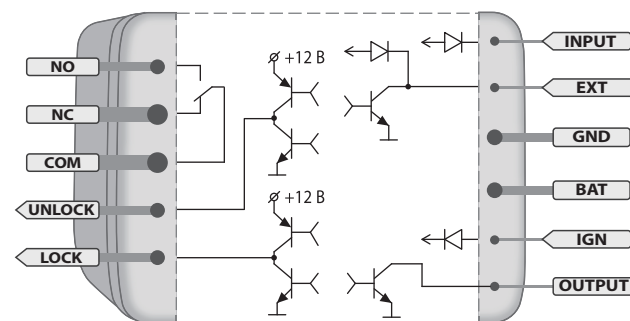 NO
NC
COM
UNLOCK
LOCK
+12 В
+12 В
INPUT
EXT
GND
BAT
IGN
OUTPUT